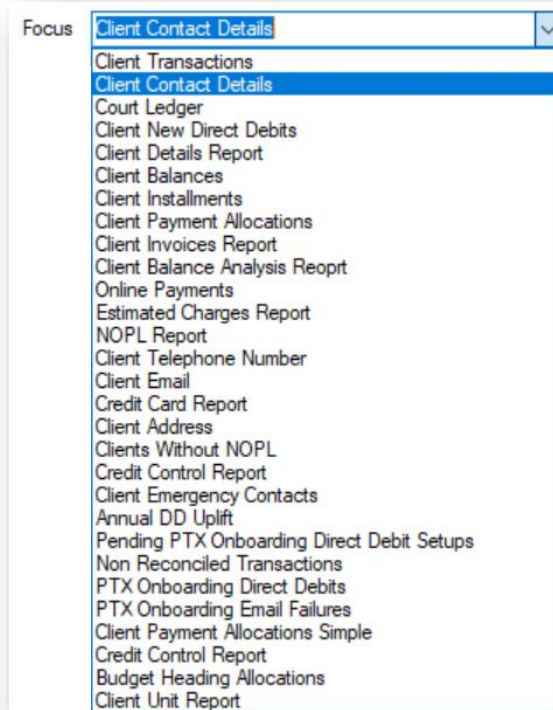 Focus Client Contact Details
Client Transactions
Client Contact Details
Court Ledger
Client New Direct Debits
Client Details Report
Client Balances
Client Installments
Client Payment Allocations
Client Invoices Report
Client Balance Analysis Reoprt
Online Payments
Estimated Charges Report
NOPL Report
Client Telephone Number
Client Email
Credit Card Report
Client Address
Clients Without NOPL
Credit Control Report
Client Emergency Contacts
Annual DD Uplift
Pending PTX Onboarding Direct Debit Setups
Non Reconciled Transactions
PTX Onboarding Direct Debits
PTX Onboarding Email Failures
Client Payment Allocations Simple
Credit Control Report
Budget Heading Allocations
Client Unit Report